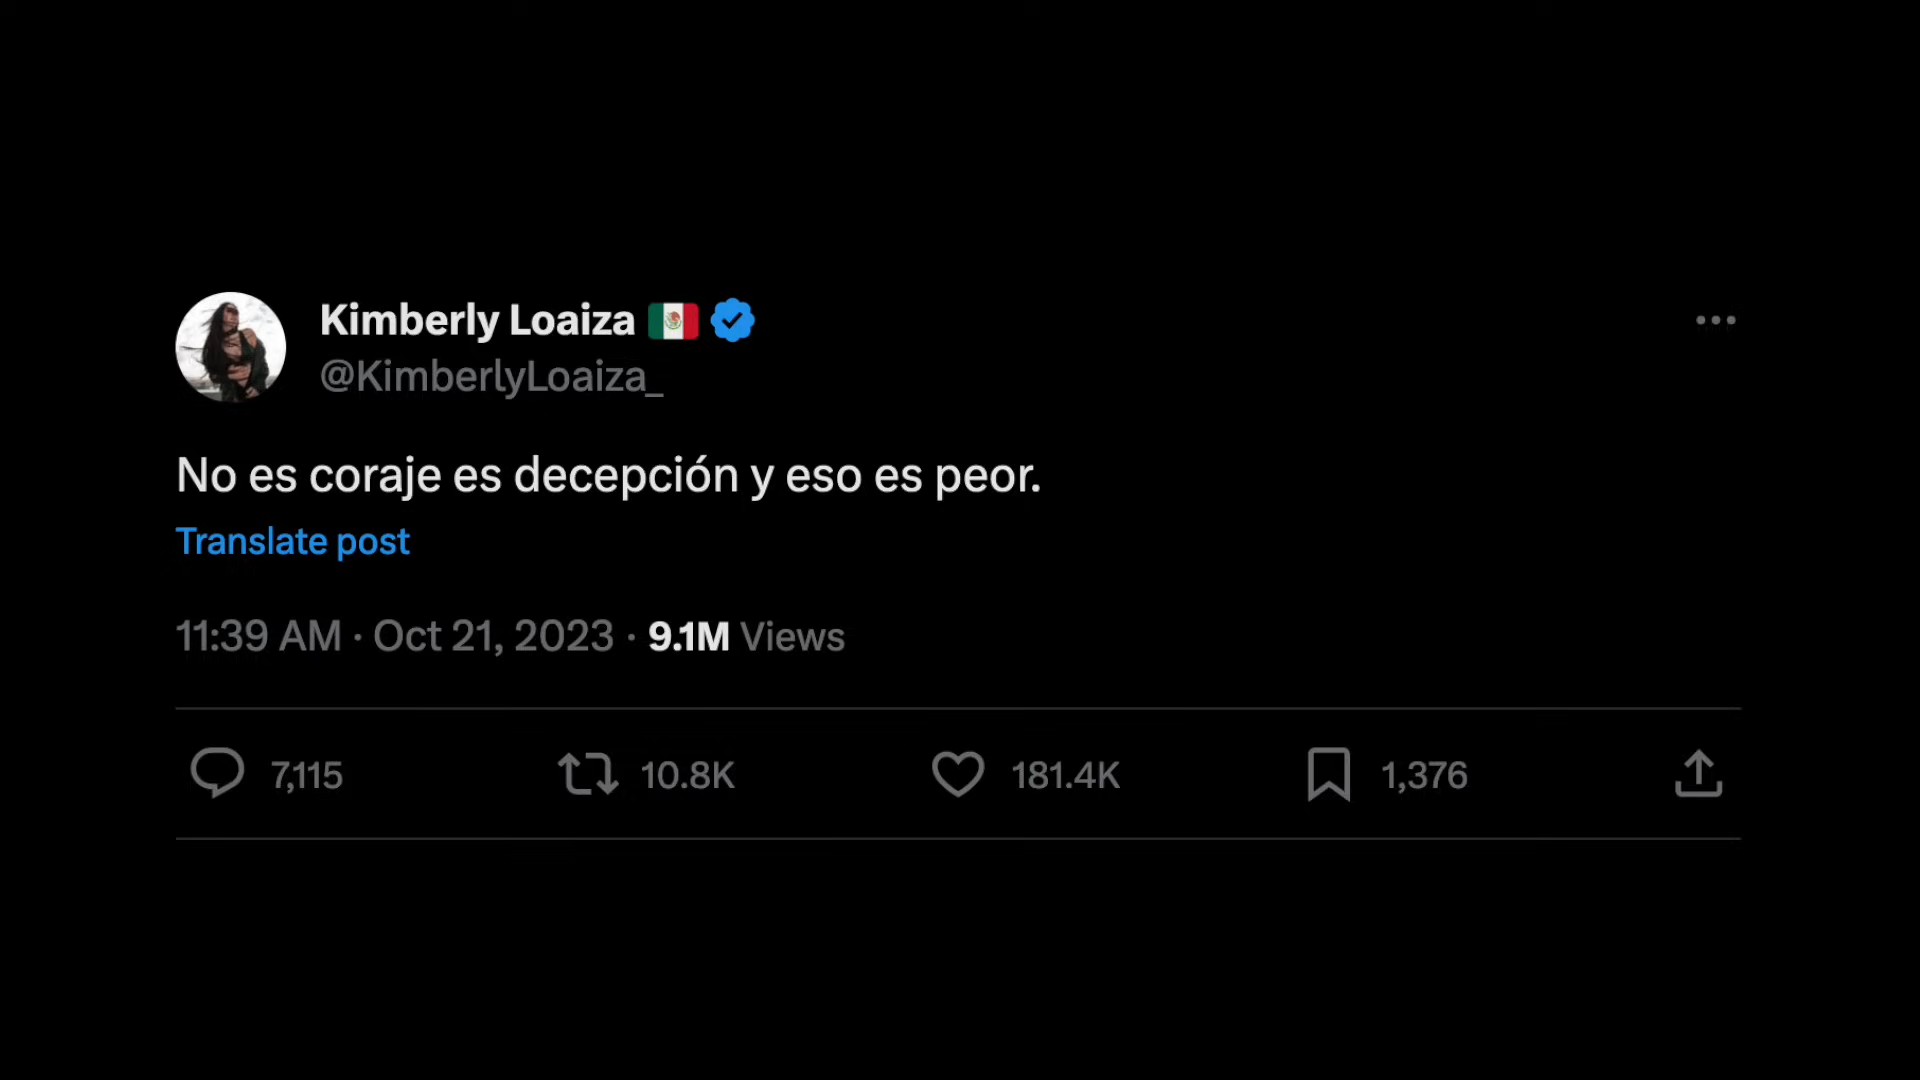 Kimberly Loaiza 🇲🇽
@KimberlyLoaiza_
No es coraje es decepción y eso es peor.
Translate post
11:39 AM · Oct 21, 2023 · 9.1M Views
7,115 10.8K 181.4K 1,376